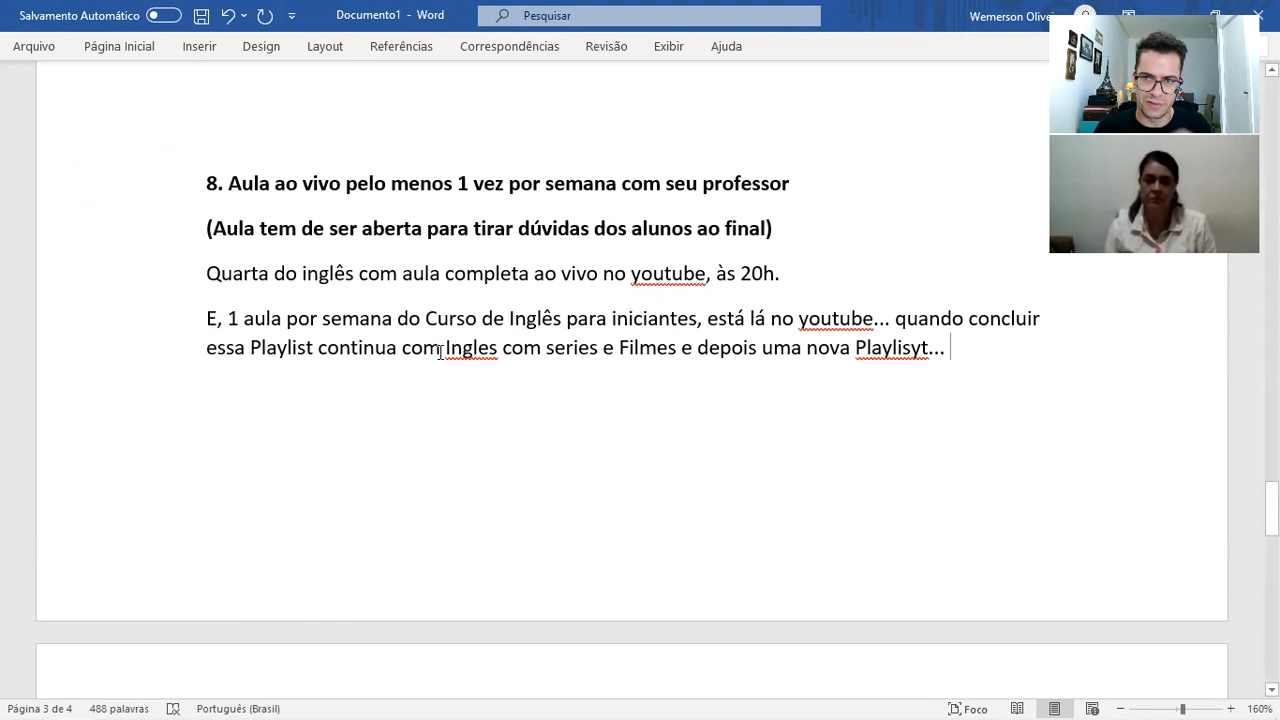 Salvamento Automático
Documento1 - Word
Pesquisar
Wemerson Olive
Arquivo Página Inicial Inserir Design Layout Referências Correspondências Revisão Exibir Ajuda
8. Aula ao vivo pelo menos 1 vez por semana com seu professor
(Aula tem de ser aberta para tirar dúvidas dos alunos ao final)
Quarta do inglês com aula completa ao vivo no youtube, às 20h.
E, 1 aula por semana do Curso de Inglês para iniciantes, está lá no youtube... quando concluir
essa Playlist continua com Ingles com series e Filmes e depois uma nova Playlisyt...
Página 3 de 4 488 palavras Português (Brasil) Foco 160%